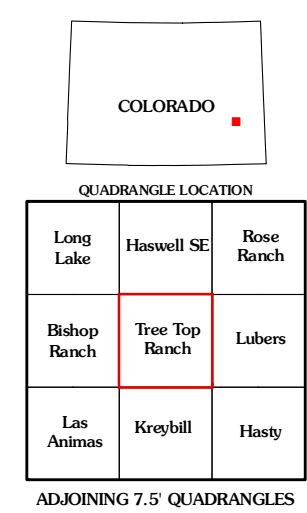 COLORADO
QUADRANGLE LOCATION
Long
Lake
Haswell SE
Rose
Ranch
Bishop
Ranch
Tree Top
Ranch
Lubers
Las
Animas
Kreybill
Hasty
ADJOINING 7.5' QUADRANGLES